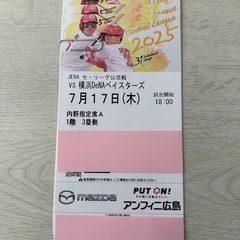 Central League
2025
JERA セ・リーグ公式戦
VS 横浜DeNAベイスターズ
7月17日(木)
試合開始
18:00
内野指定席A
1階 3塁側
mazda
PUT ON!
アンフィニ広島